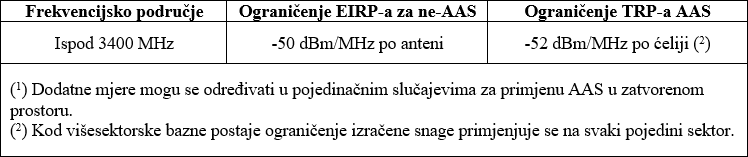 Frekvencijsko područje Ograničenje EIRP-a za ne-AAS Ograničenje TRP-a AAS
Ispod 3400 MHz -50 dBm/MHz po anteni -52 dBm/MHz po ćeliji (²)
(¹) Dodatne mjere mogu se određivati u pojedinačnim slučajevima za primjenu AAS u zatvorenom
prostoru.
(²) Kod višesektorske bazne postaje ograničenje izračene snage primjenjuje se na svaki pojedini sektor.